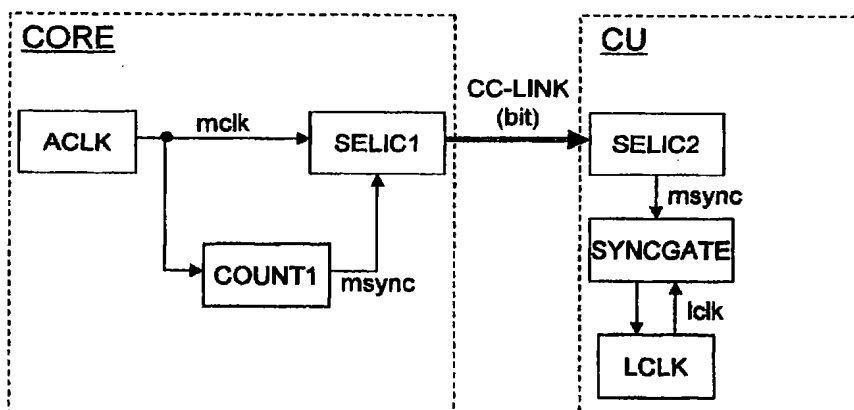 CORE
CU
CC-LINK
(bit)
ACLK
mclk
SELIC1
SELIC2
msync
COUNT1
msync
SYNCGATE
lclk
LCLK